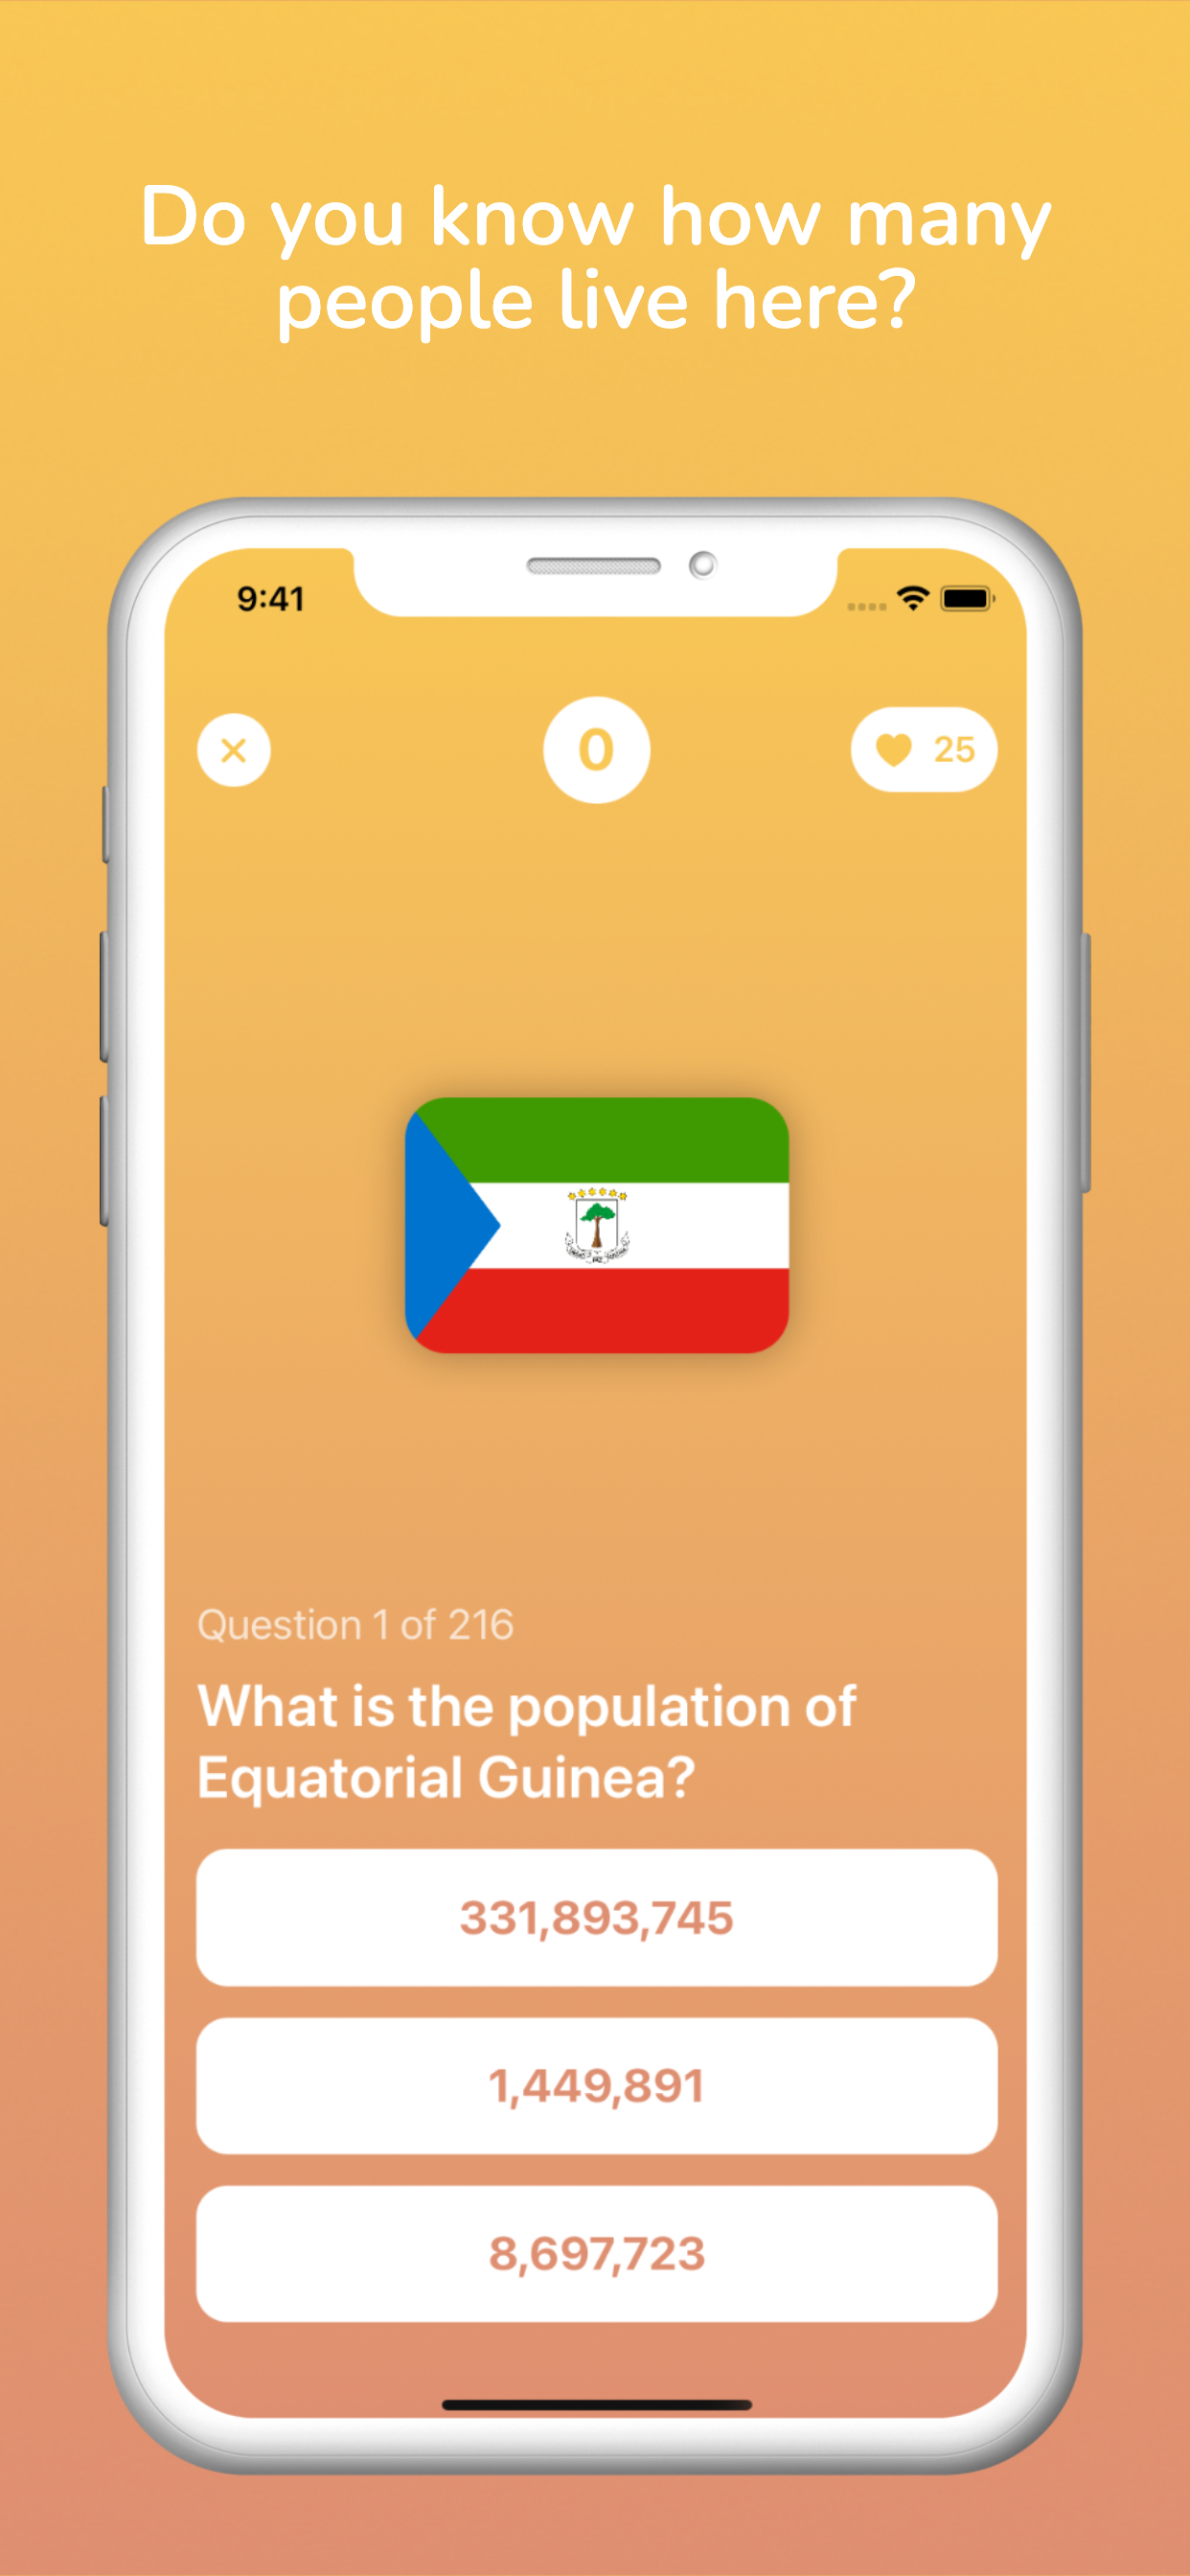 Do you know how many
people live here?
9:41
0
25
Question 1 of 216
What is the population of
Equatorial Guinea?
331,893,745
1,449,891
8,697,723